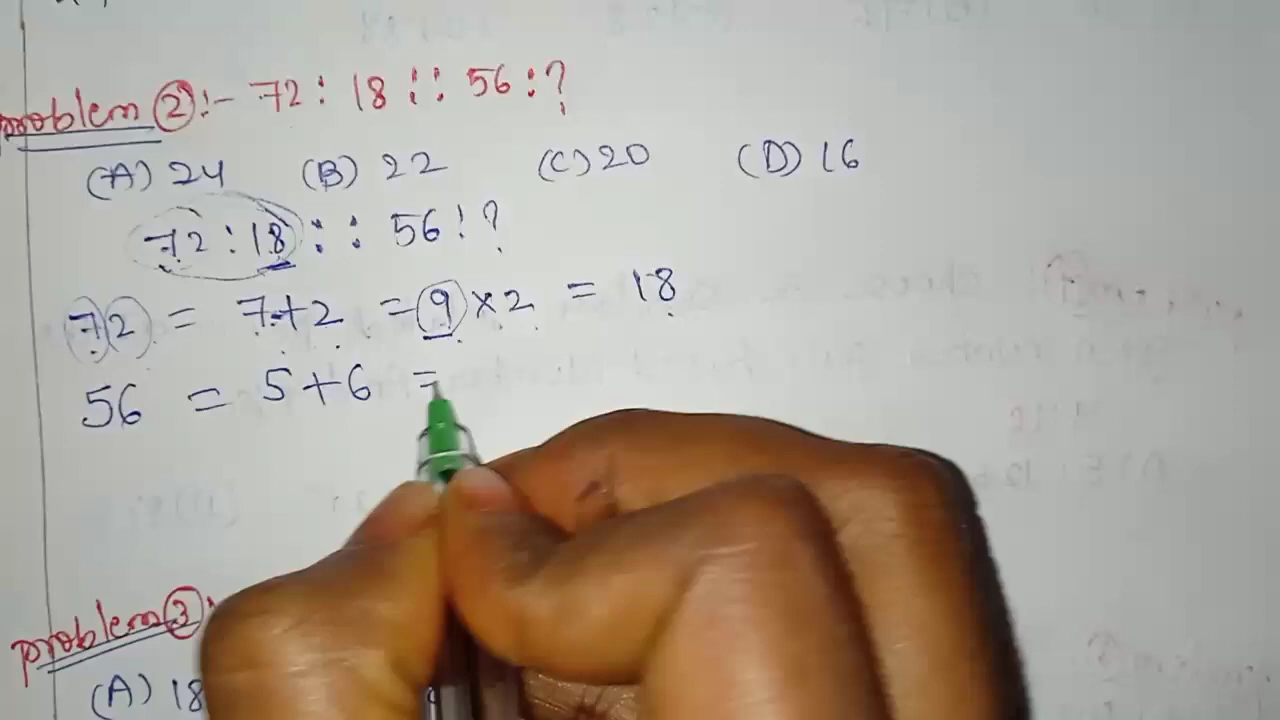 problem ②:- 72 : 18 :: 56 : ?
(A) 24 (B) 22 (C) 20 (D) 16
72 : 18 :: 56 ! ?
72 = 7+2 = 9 × 2 = 18
56 = 5+6 =
problem ③:
(A) 18